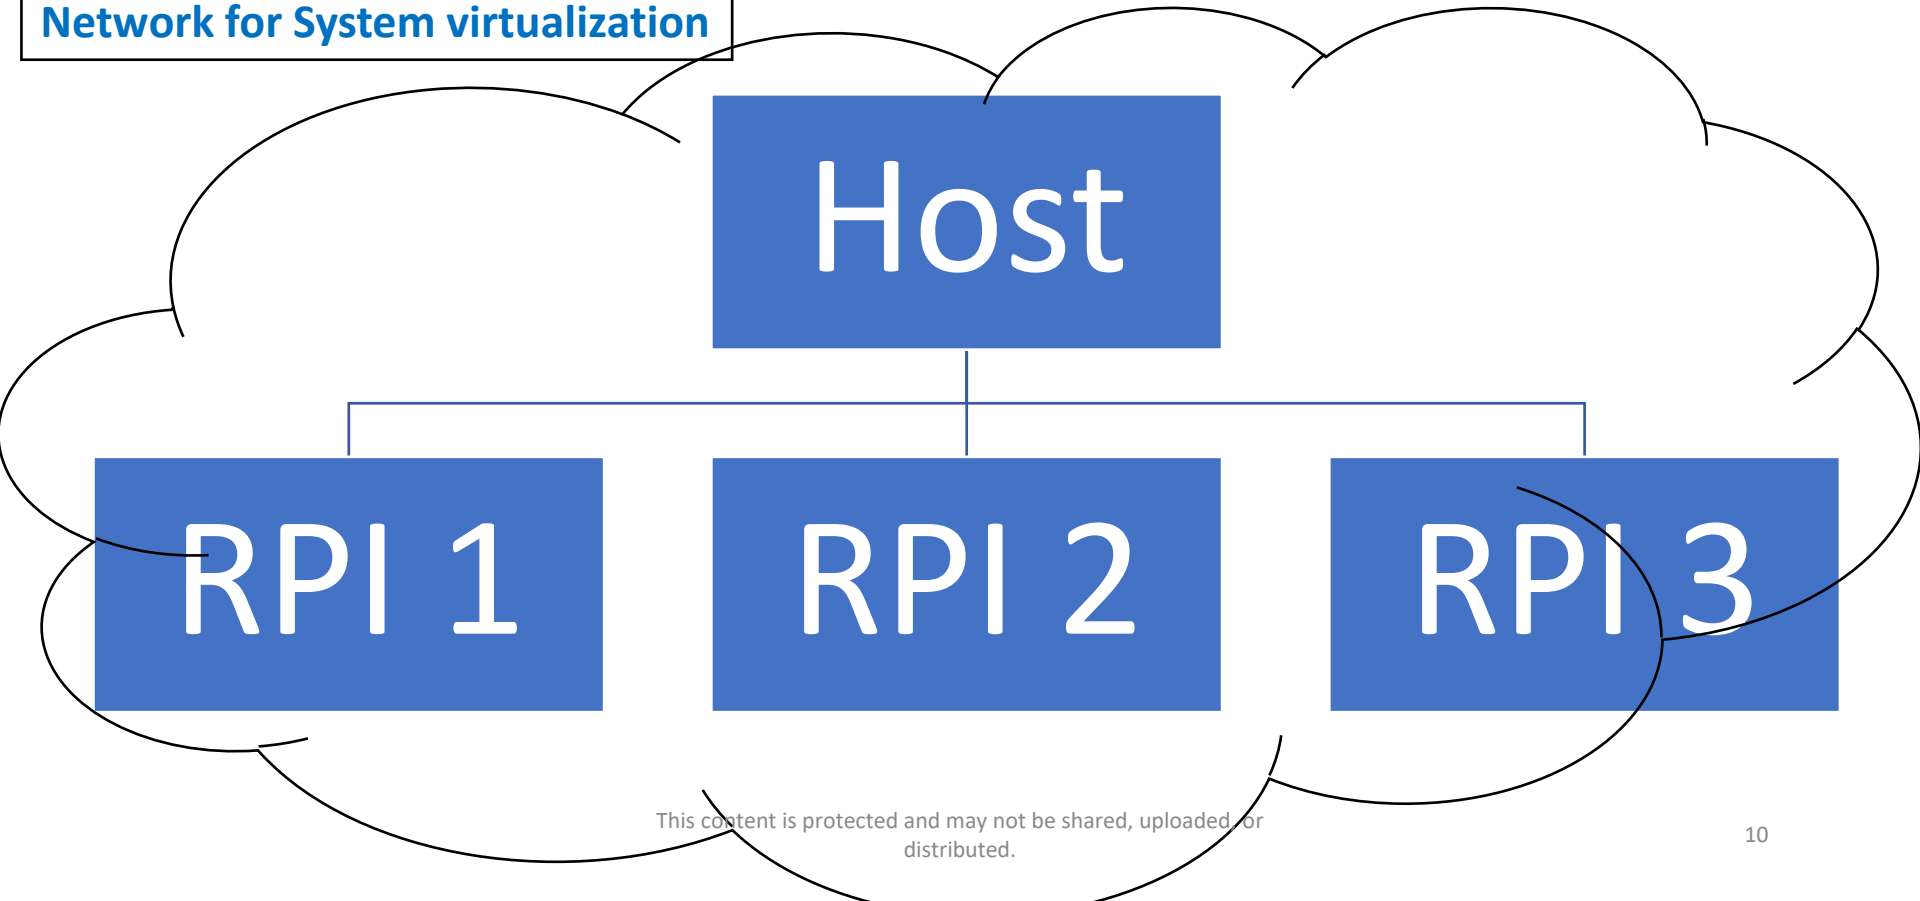 Network for System virtualization
Host
RPI 1
RPI 2
RPI 3
This content is protected and may not be shared, uploaded, or
distributed.
10